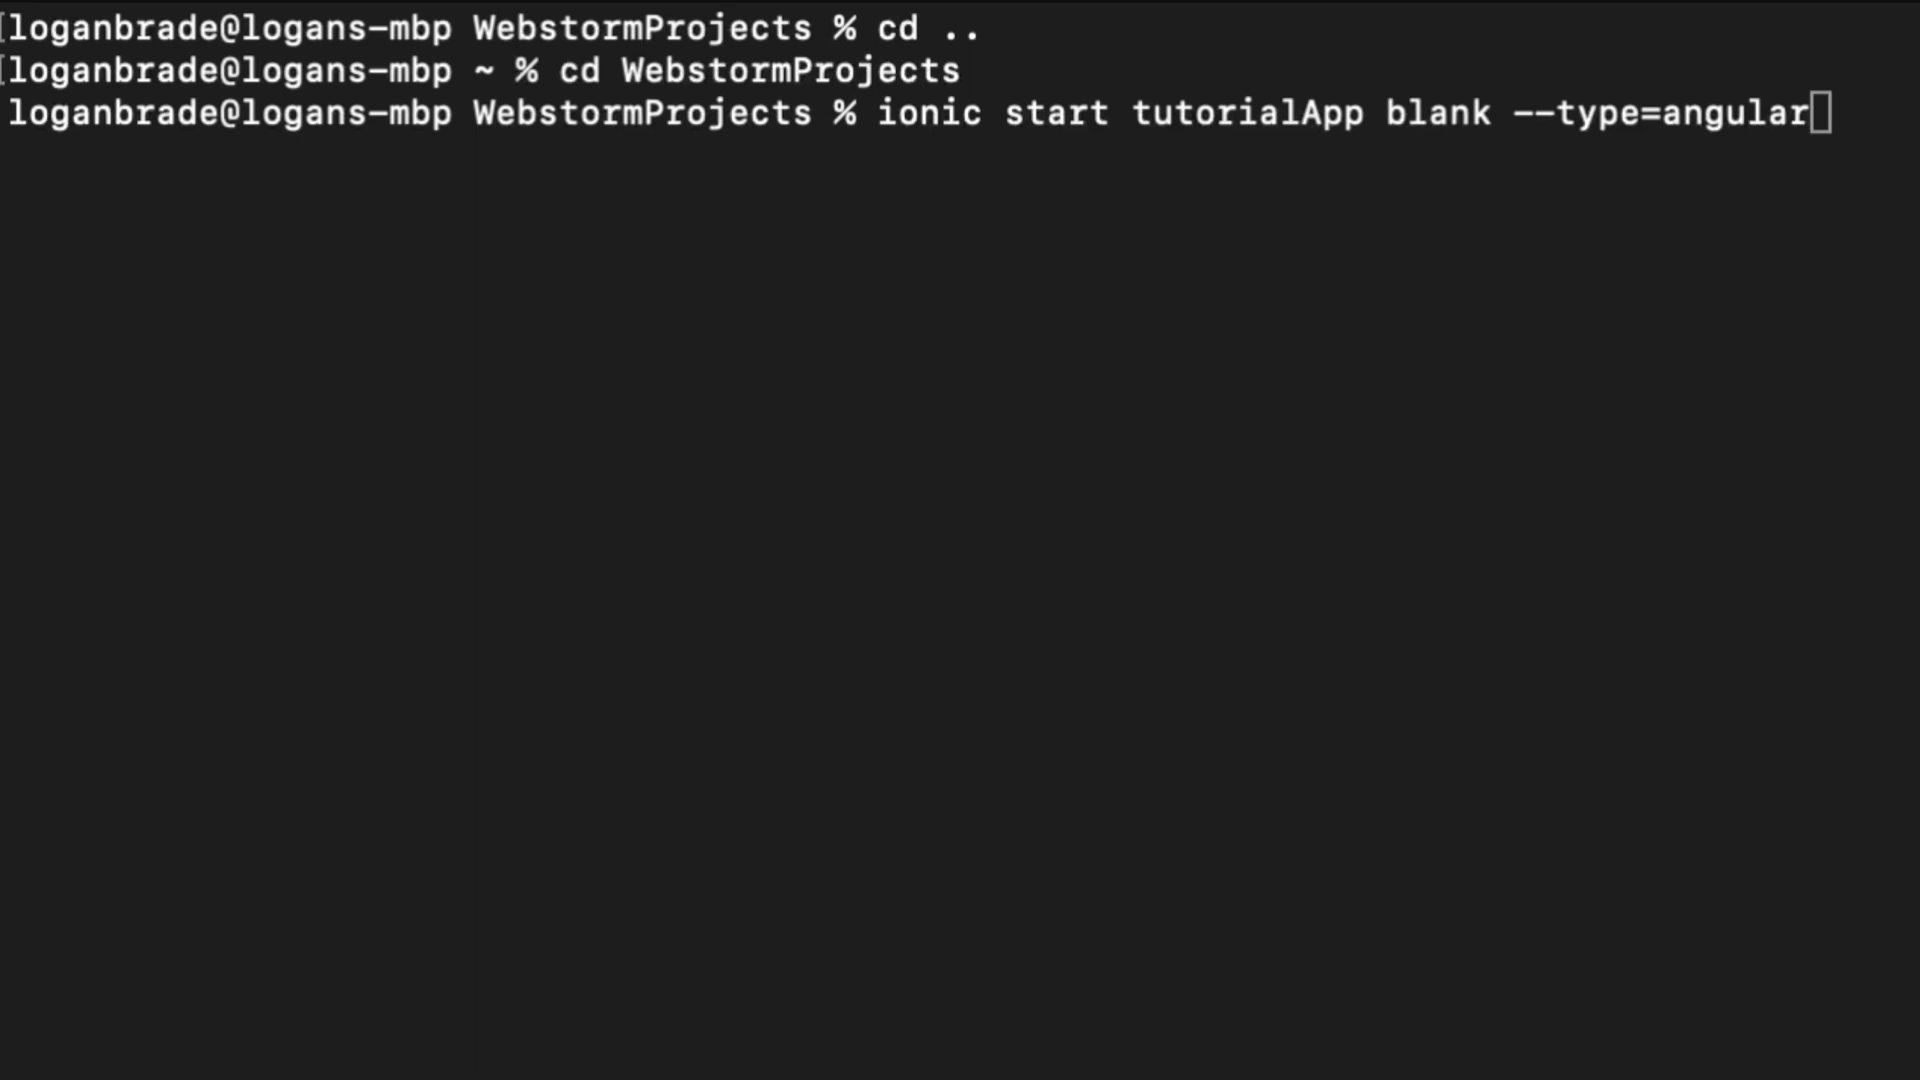 [loganbrade@logans-mbp WebstormProjects % cd ..
[loganbrade@logans-mbp ~ % cd WebstormProjects
loganbrade@logans-mbp WebstormProjects % ionic start tutorialApp blank --type=angular